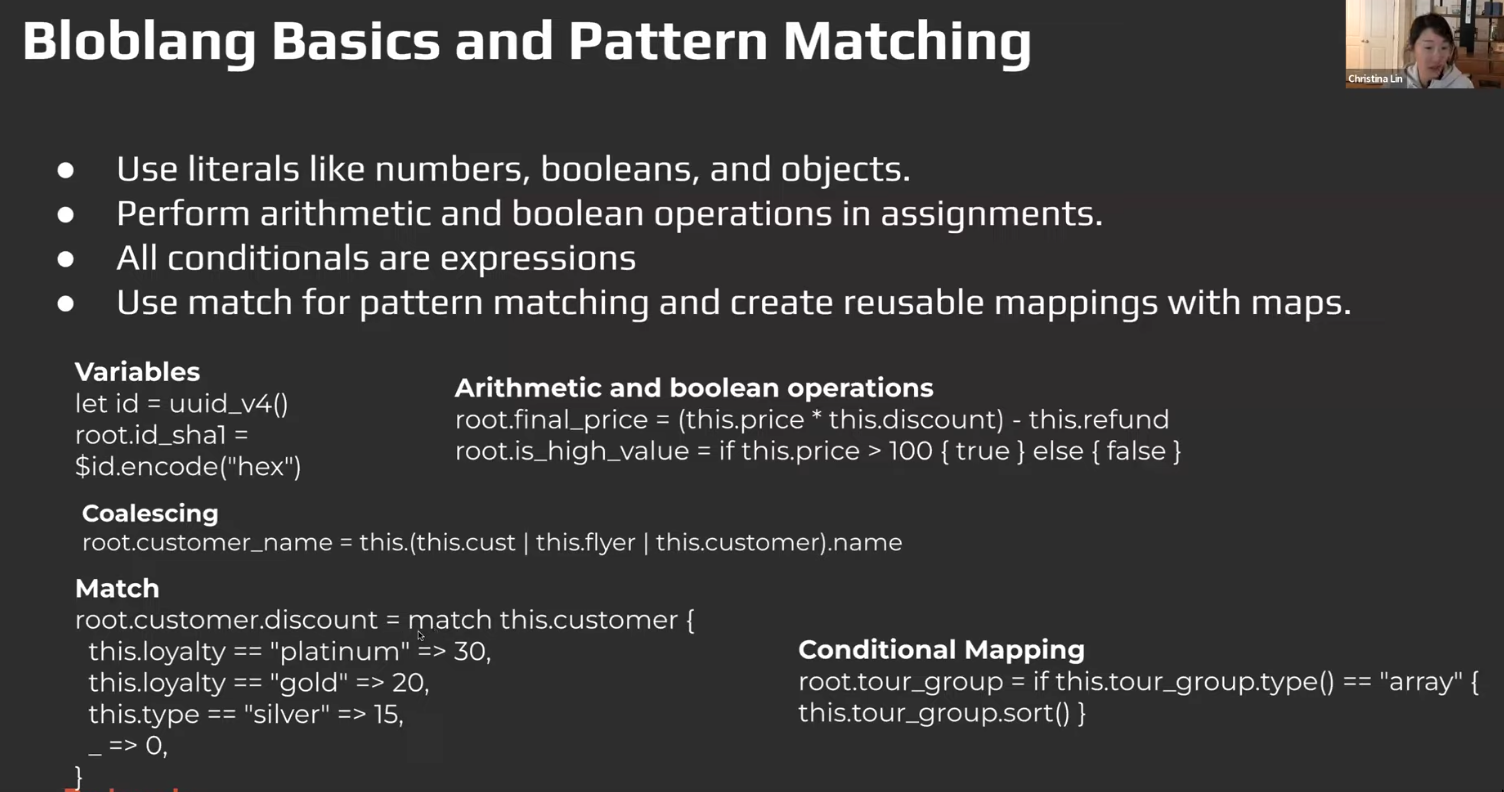 Bloblang Basics and Pattern Matching
Christina Lin
● Use literals like numbers, booleans, and objects.
● Perform arithmetic and boolean operations in assignments.
● All conditionals are expressions
● Use match for pattern matching and create reusable mappings with maps.
Variables
let id = uuid_v4()
root.id_sha1 =
$id.encode("hex")
Arithmetic and boolean operations
root.final_price = (this.price * this.discount) - this.refund
root.is_high_value = if this.price > 100 { true } else { false }
Coalescing
root.customer_name = this.(this.cust | this.flyer | this.customer).name
Match
root.customer.discount = match this.customer {
this.loyalty == "platinum" => 30,
this.loyalty == "gold" => 20,
this.type == "silver" => 15,
_ => 0,
}
Conditional Mapping
root.tour_group = if this.tour_group.type() == "array" {
this.tour_group.sort() }